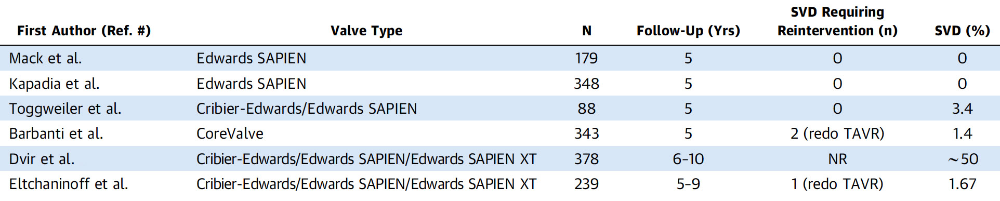 First Author (Ref. #) Valve Type N Follow-Up (Yrs) SVD Requiring Reintervention (n) SVD (%)
Mack et al. Edwards SAPIEN 179 5 0 0
Kapadia et al. Edwards SAPIEN 348 5 0 0
Toggweiler et al. Cribier-Edwards/Edwards SAPIEN 88 5 0 3.4
Barbanti et al. CoreValve 343 5 2 (redo TAVR) 1.4
Dvir et al. Cribier-Edwards/Edwards SAPIEN/Edwards SAPIEN XT 378 6–10 NR ~50
Eltchaninoff et al. Cribier-Edwards/Edwards SAPIEN/Edwards SAPIEN XT 239 5–9 1 (redo TAVR) 1.67